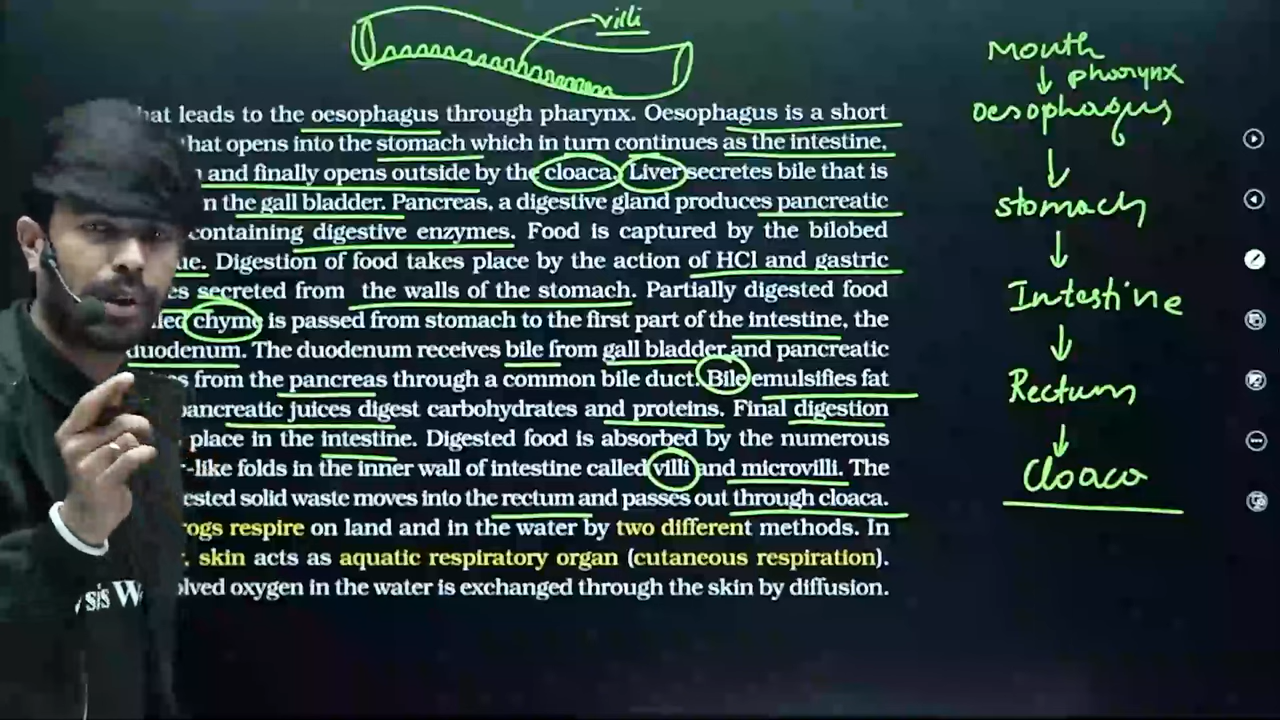 villi
hat leads to the oesophagus through pharynx. Oesophagus is a short
hat opens into the stomach which in turn continues as the intestine,
and finally opens outside by the cloaca. Liver secretes bile that is
n the gall bladder. Pancreas, a digestive gland produces pancreatic
containing digestive enzymes. Food is captured by the bilobed
ue. Digestion of food takes place by the action of HCl and gastric
es secreted from the walls of the stomach. Partially digested food
led chyme is passed from stomach to the first part of the intestine, the
duodenum. The duodenum receives bile from gall bladder and pancreatic
s from the pancreas through a common bile duct. Bile emulsifies fat
pancreatic juices digest carbohydrates and proteins. Final digestion
place in the intestine. Digested food is absorbed by the numerous
r-like folds in the inner wall of intestine called villi and microvilli. The
ested solid waste moves into the rectum and passes out through cloaca.
rogs respire on land and in the water by two different methods. In
r, skin acts as aquatic respiratory organ (cutaneous respiration).
olved oxygen in the water is exchanged through the skin by diffusion.
Mouth
pharynx
Oesophagus
stomach
Intestine
Rectum
Cloaca
sis W